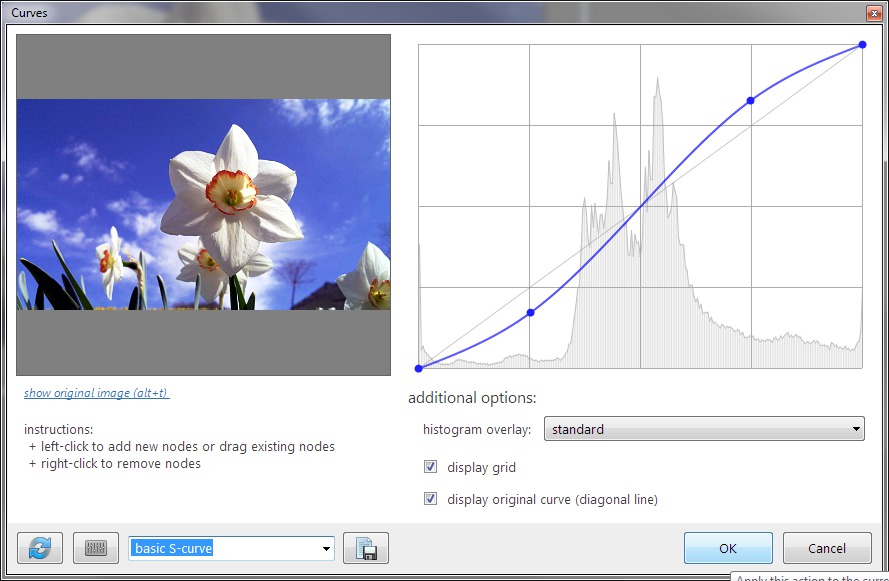 Curves
show original image (alt+t)
instructions:
+ left-click to add new nodes or drag existing nodes
+ right-click to remove nodes
additional options:
histogram overlay: standard
display grid
display original curve (diagonal line)
basic S-curve
OK
Cancel
Apply this action to the